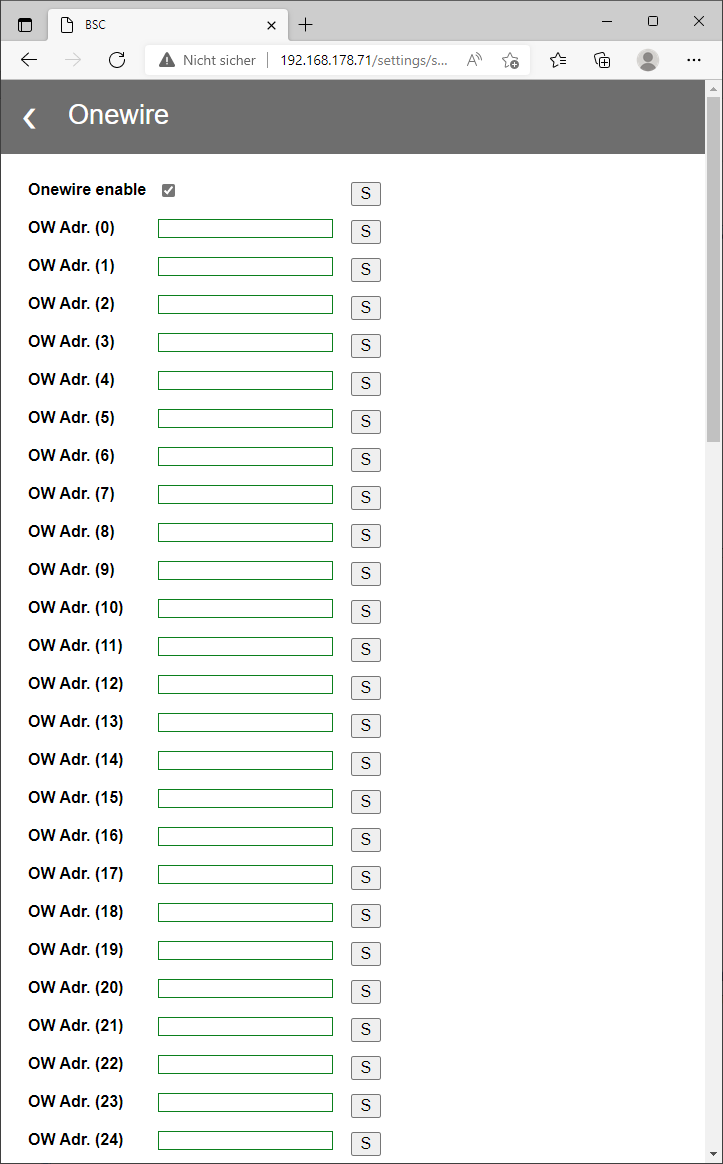 BSC
Nicht sicher 192.168.178.71/settings/s...
Onewire
Onewire enable S
OW Adr. (0) S
OW Adr. (1) S
OW Adr. (2) S
OW Adr. (3) S
OW Adr. (4) S
OW Adr. (5) S
OW Adr. (6) S
OW Adr. (7) S
OW Adr. (8) S
OW Adr. (9) S
OW Adr. (10) S
OW Adr. (11) S
OW Adr. (12) S
OW Adr. (13) S
OW Adr. (14) S
OW Adr. (15) S
OW Adr. (16) S
OW Adr. (17) S
OW Adr. (18) S
OW Adr. (19) S
OW Adr. (20) S
OW Adr. (21) S
OW Adr. (22) S
OW Adr. (23) S
OW Adr. (24) S